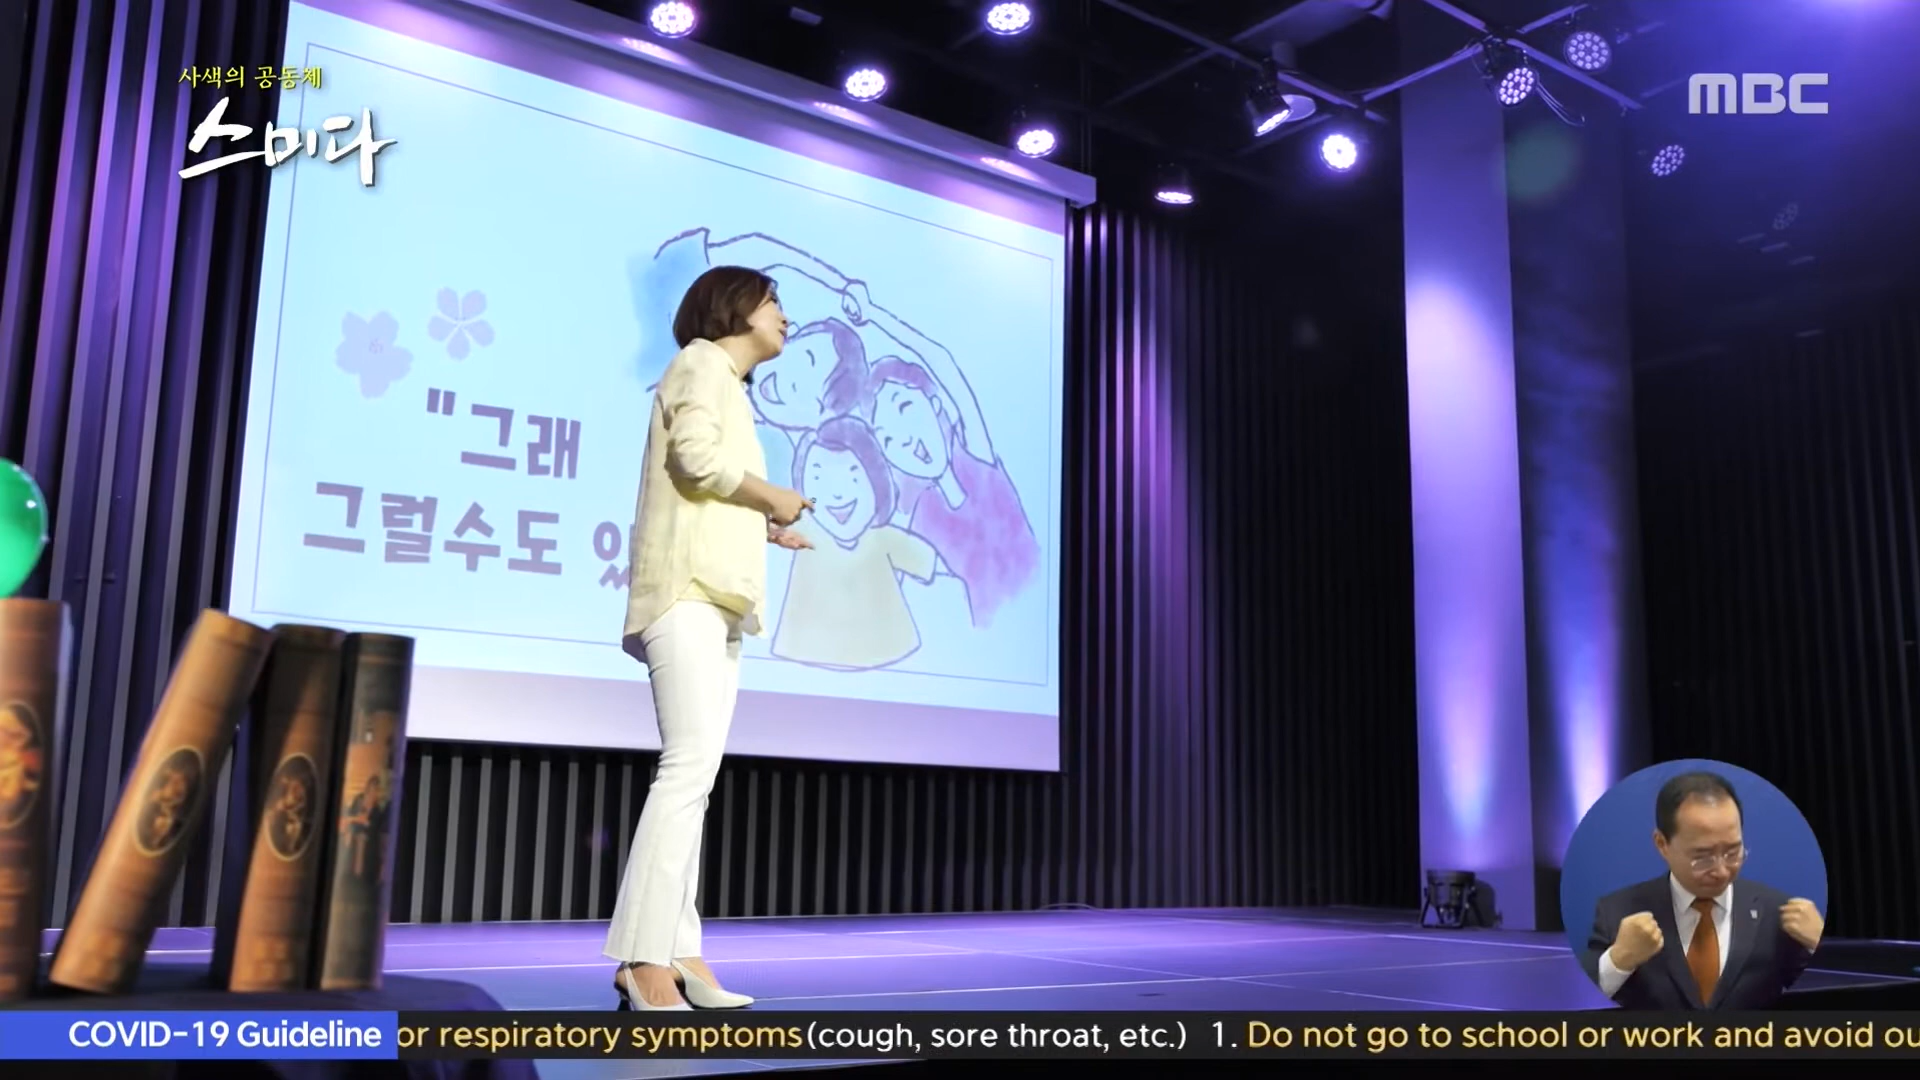 사색의 공동체
스미다
MBC
"그래
그럴수도 있
COVID-19 Guideline
or respiratory symptoms(cough, sore throat, etc.) 1. Do not go to school or work and avoid ou